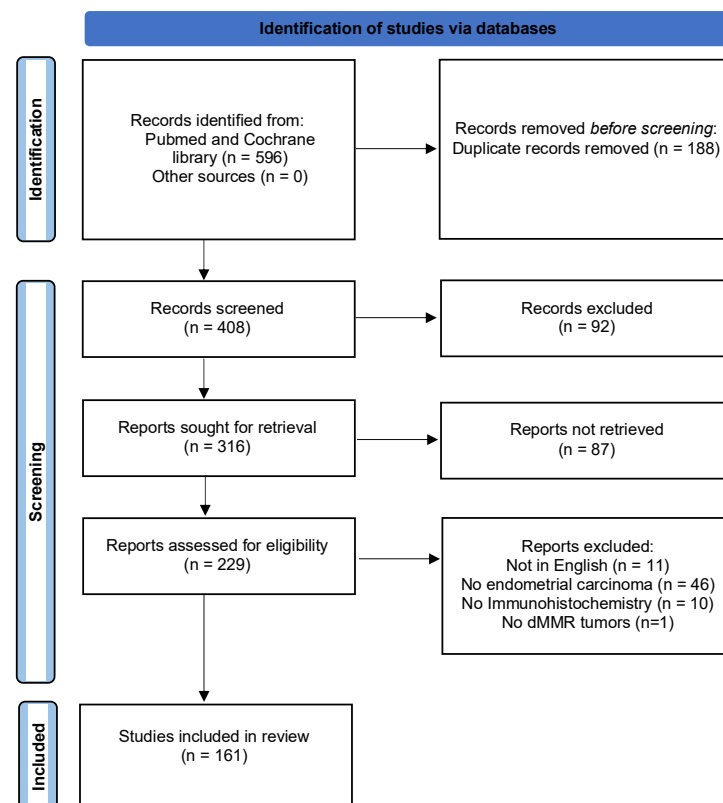 Identification of studies via databases
Identification
Records identified from:
Pubmed and Cochrane
library (n = 596)
Other sources (n = 0)
Records removed before screening:
Duplicate records removed (n = 188)
Screening
Records screened
(n = 408)
Records excluded
(n = 92)
Reports sought for retrieval
(n = 316)
Reports not retrieved
(n = 87)
Reports assessed for eligibility
(n = 229)
Reports excluded:
Not in English (n = 11)
No endometrial carcinoma (n = 46)
No Immunohistochemistry (n = 10)
No dMMR tumors (n=1)
Included
Studies included in review
(n = 161)